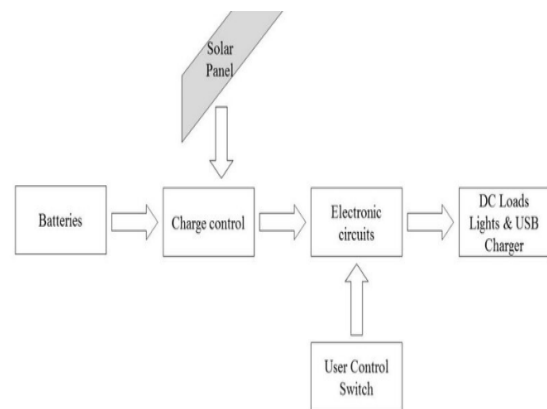 Solar
Panel
Batteries
Charge control
Electronic
circuits
DC Loads
Lights & USB
Charger
User Control
Switch